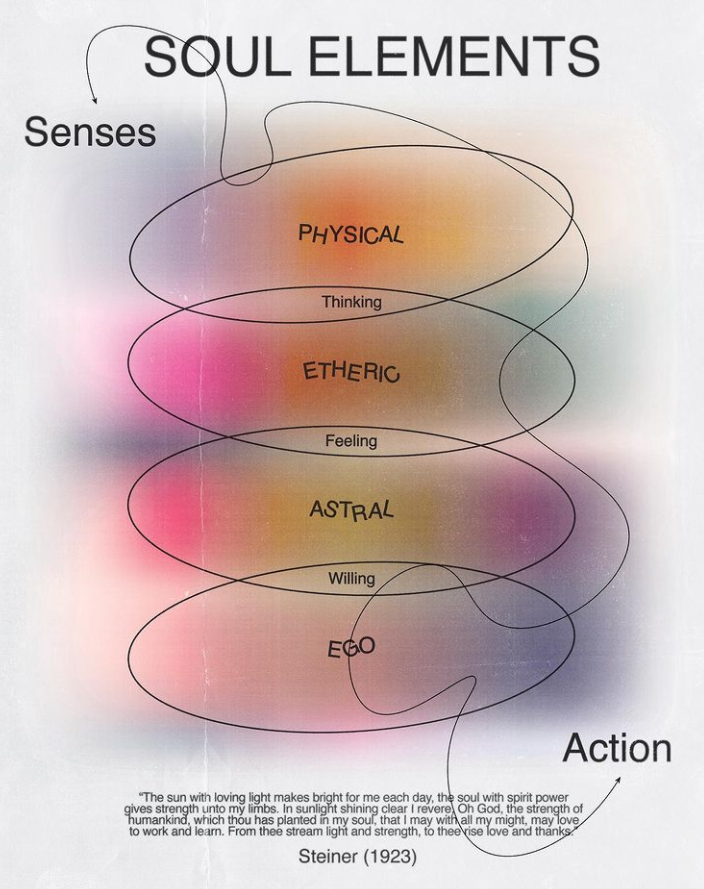 SOUL ELEMENTS
Senses
PHYSICAL
Thinking
ETHERIC
Feeling
ASTRAL
Willing
EGO
Action
“The sun with loving light makes bright for me each day, the soul with spirit power
gives strength unto my limbs. In sunlight shining clear I revere, Oh God, the strength of
humankind, which thou has planted in my soul, that I may with all my might, may love
to work and learn. From thee stream light and strength, to thee rise love and thanks.”
Steiner (1923)